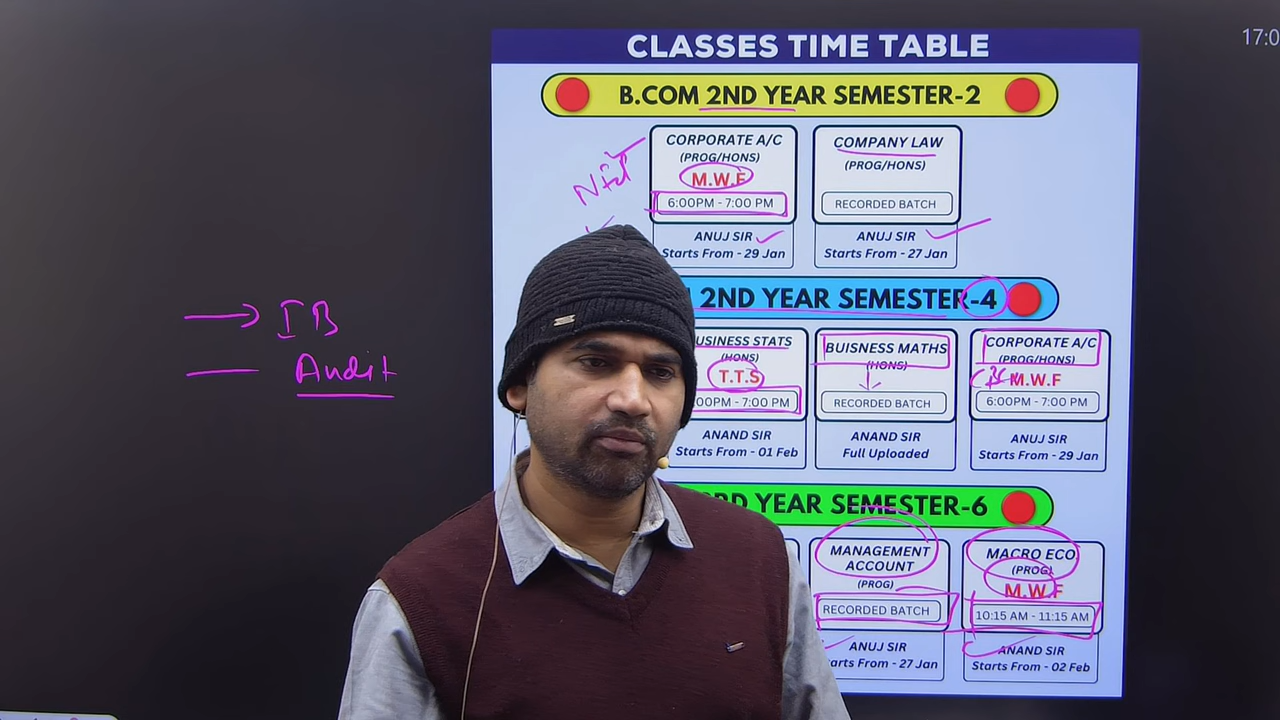 17:0
CLASSES TIME TABLE
B.COM 2ND YEAR SEMESTER-2
CORPORATE A/C
(PROG/HONS)
M.W.F
6:00PM - 7:00 PM
ANUJ SIR
Starts From - 29 Jan
COMPANY LAW
(PROG/HONS)
RECORDED BATCH
ANUJ SIR
Starts From - 27 Jan
IB
Audit
2ND YEAR SEMESTER-4
USINESS STATS
(HONS)
T.T.S
00PM - 7:00 PM
ANAND SIR
Starts From - 01 Feb
BUISNESS MATHS
(HONS)
RECORDED BATCH
ANAND SIR
Full Uploaded
CORPORATE A/C
(PROG/HONS)
M.W.F
6:00PM - 7:00 PM
ANUJ SIR
Starts From - 29 Jan
RD YEAR SEMESTER-6
MANAGEMENT
ACCOUNT
(PROG)
RECORDED BATCH
ANUJ SIR
arts From - 27 Jan
MACRO ECO
(PROG)
M.W.F
10:15 AM - 11:15 AM
ANAND SIR
Starts From - 02 Feb